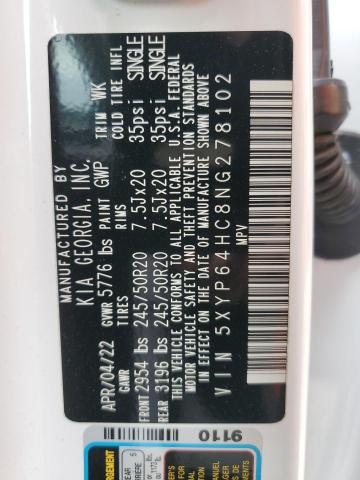 MANUFACTURED BY
KIA GEORGIA, INC.
APR/04/22 GVWR 5776 lbs PAINT GWP TRIM WK
GAWR TIRES RIMS COLD TIRE INFL
FRONT 2954 lbs 245/50R20 7.5Jx20 35psi SINGLE
REAR 3196 lbs 245/50R20 7.5Jx20 35psi SINGLE
THIS VEHICLE CONFORMS TO ALL APPLICABLE U.S.A. FEDERAL
MOTOR VEHICLE SAFETY AND THEFT PREVENTION STANDARDS
IN EFFECT ON THE DATE OF MANUFACTURE SHOWN ABOVE
VIN 5XYP64HC8NG278102
MPV
9110